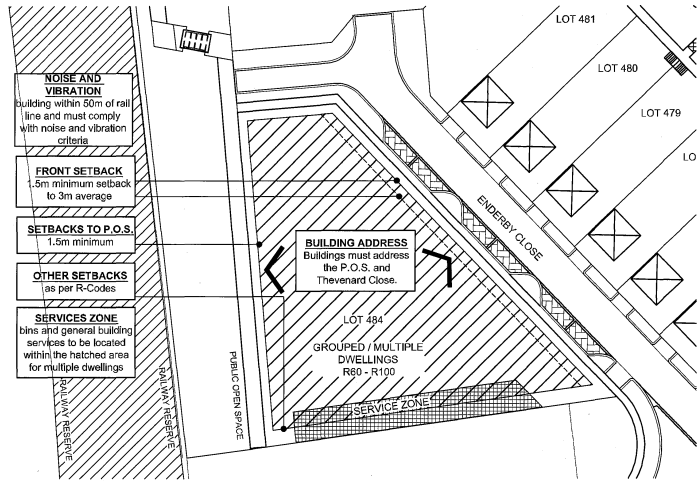 LOT 481
LOT 480
LOT 479
LO
NOISE AND
VIBRATION
building within 50m of rail
line and must comply
with noise and vibration
criteria
FRONT SETBACK
1.5m minimum setback
to 3m average
SETBACKS TO P.O.S.
1.5m minimum
OTHER SETBACKS
as per R-Codes
SERVICES ZONE
bins and general building
services to be located
within the hatched area
for multiple dwellings
BUILDING ADDRESS
Buildings must address
the P.O.S. and
Thevenard Close.
ENDERBY CLOSE
LOT 484
GROUPED / MULTIPLE
DWELLINGS
R60 - R100
SERVICE ZONE
PUBLIC OPEN SPACE
RAILWAY RESERVE
RAILWAY RESERVE